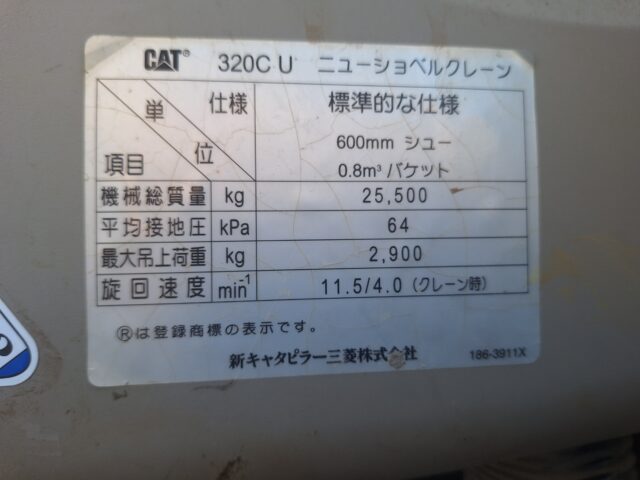 CAT® 320C U ニューショベルクレーン
単位 項目 仕様 標準的な仕様
600mm シュー
0.8m³ バケット
機械総質量 kg 25,500
平均接地圧 kPa 64
最大吊上荷重 kg 2,900
旋回速度 min⁻¹ 11.5/4.0 (クレーン時)
®は登録商標の表示です。
新キャタピラー三菱株式会社 186-3911X